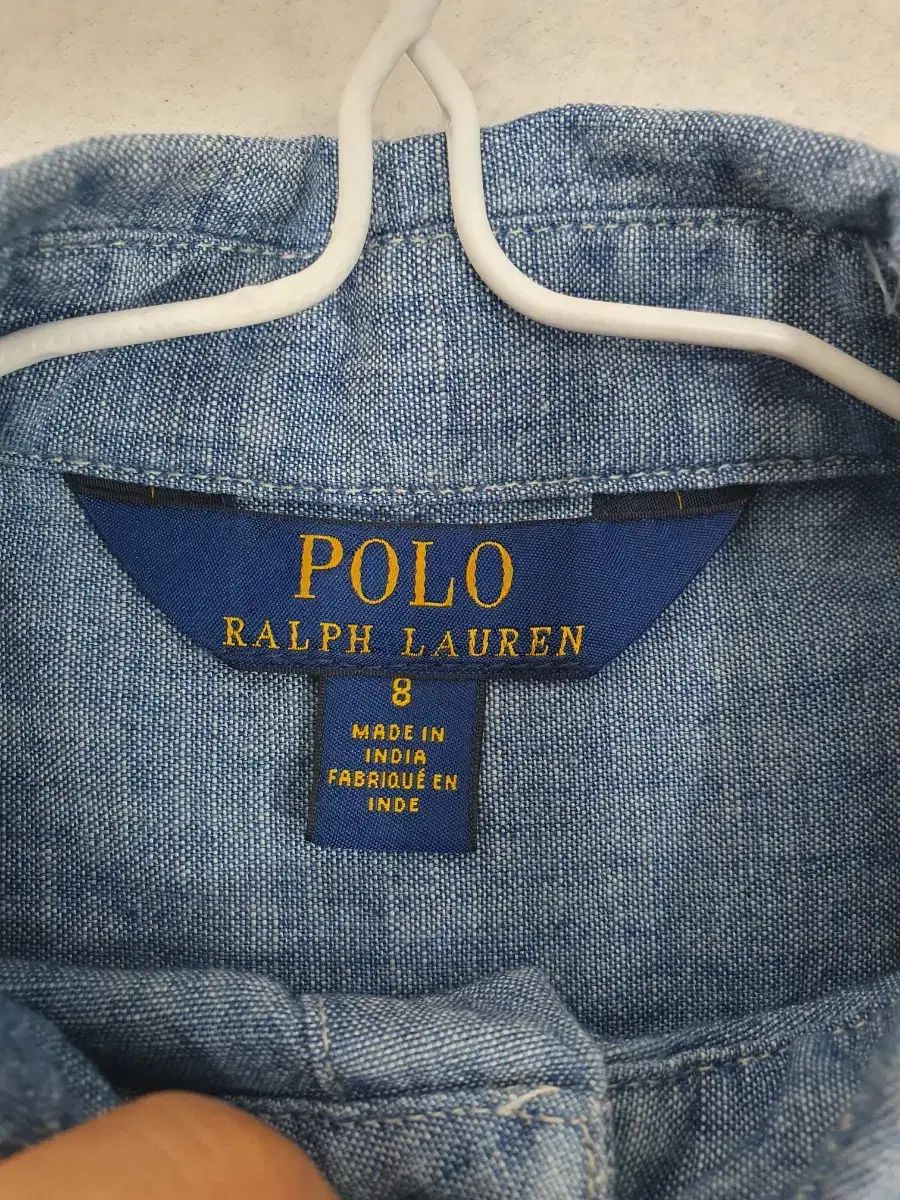 POLO
RALPH LAUREN
8
MADE IN
INDIA
FABRIQUÉ EN
INDE